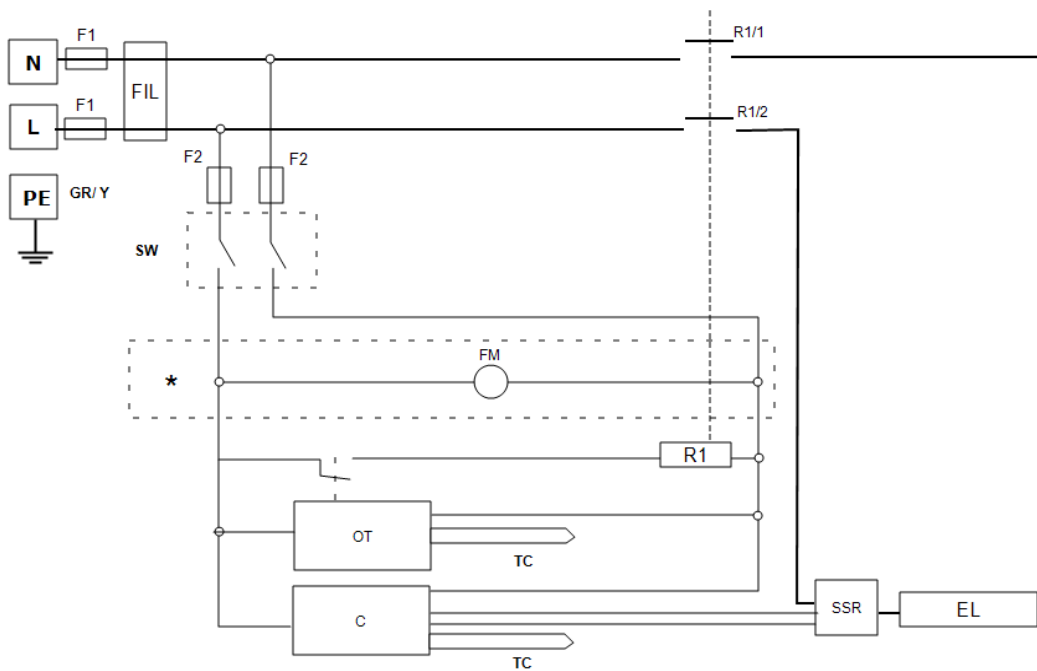 F1
R1/1
N
FIL
F1
R1/2
L
F2
F2
PE
GR/ Y
SW
FM
*
R1
OT
TC
C
SSR
EL
TC